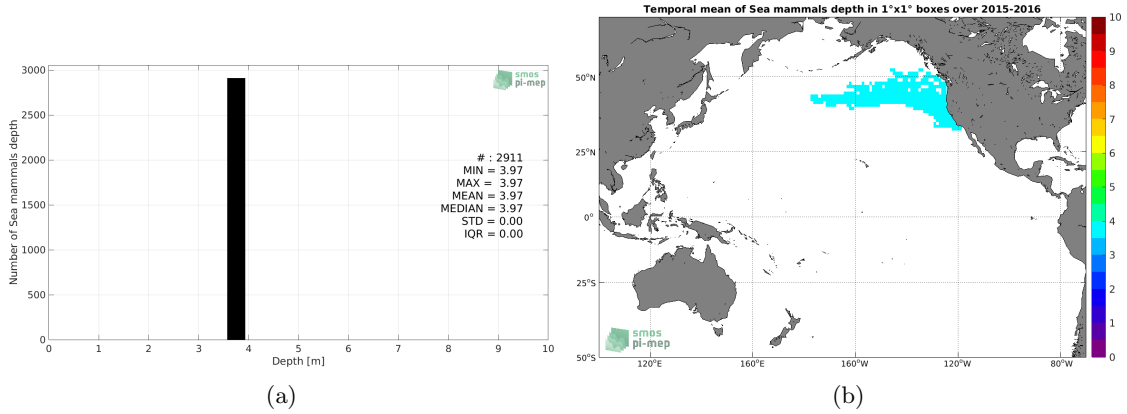 3000
2500
2000
1500
1000
500
0
Number of Sea mammals depth
smos
pi-mep
# : 2911
MIN = 3.97
MAX = 3.97
MEAN = 3.97
MEDIAN = 3.97
STD = 0.00
IQR = 0.00
0 1 2 3 4 5 6 7 8 9 10
Depth [m]
(a)
Temporal mean of Sea mammals depth in 1°x1° boxes over 2015-2016
50°N
25°N
0°
25°S
50°S
smos
pi-mep
120°E 160°E 160°W 120°W 80°W
10
9
8
7
6
5
4
3
2
1
0
(b)